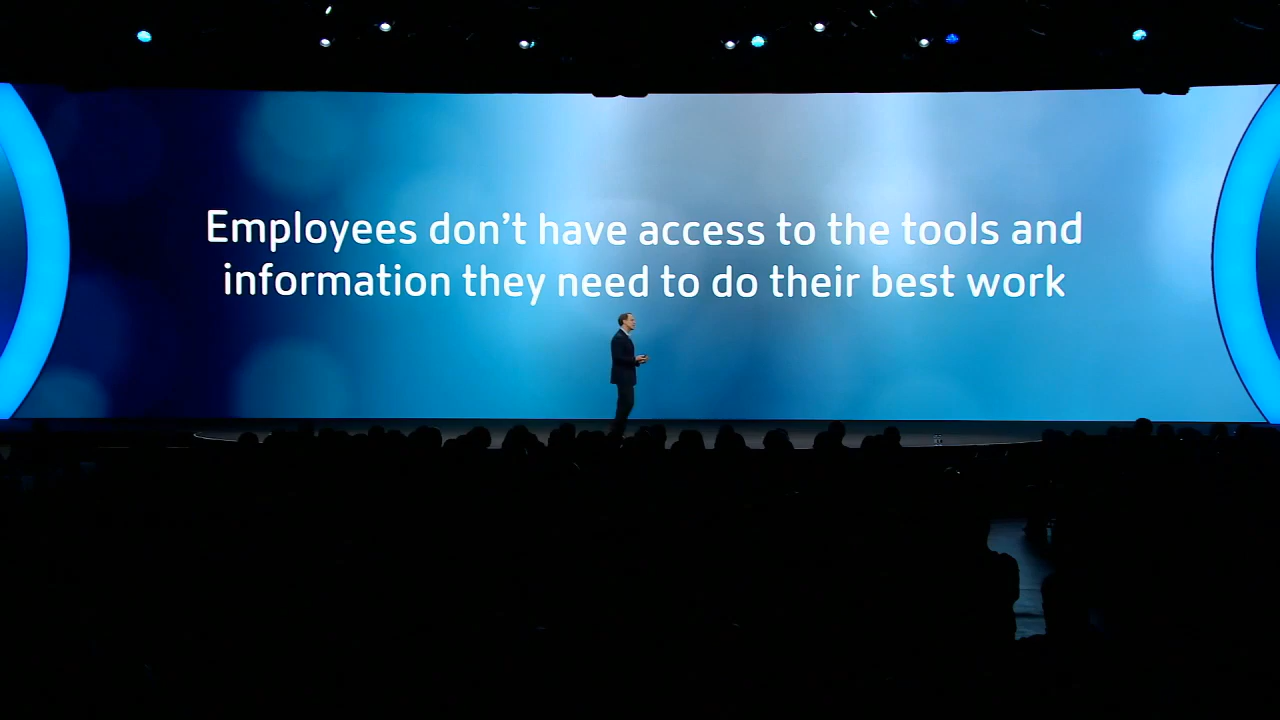 Employees don’t have access to the tools and
information they need to do their best work